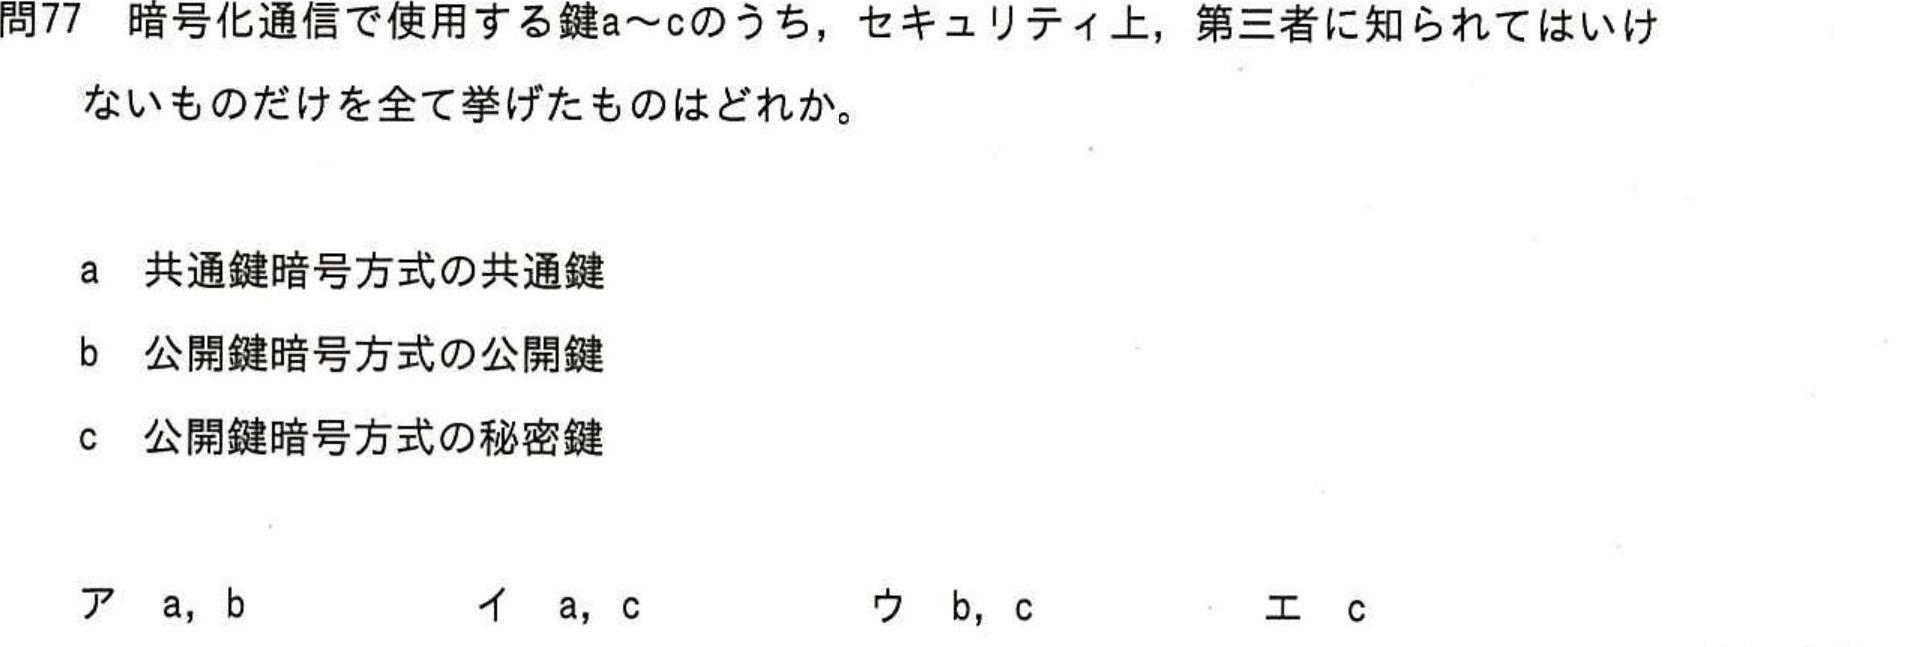 問77 暗号化通信で使用する鍵a～cのうち，セキュリティ上，第三者に知られてはいけ
ないものだけを全て挙げたものはどれか。
a 共通鍵暗号方式の共通鍵
b 公開鍵暗号方式の公開鍵
c 公開鍵暗号方式の秘密鍵
ア a，b イ a，c ウ b，c エ c